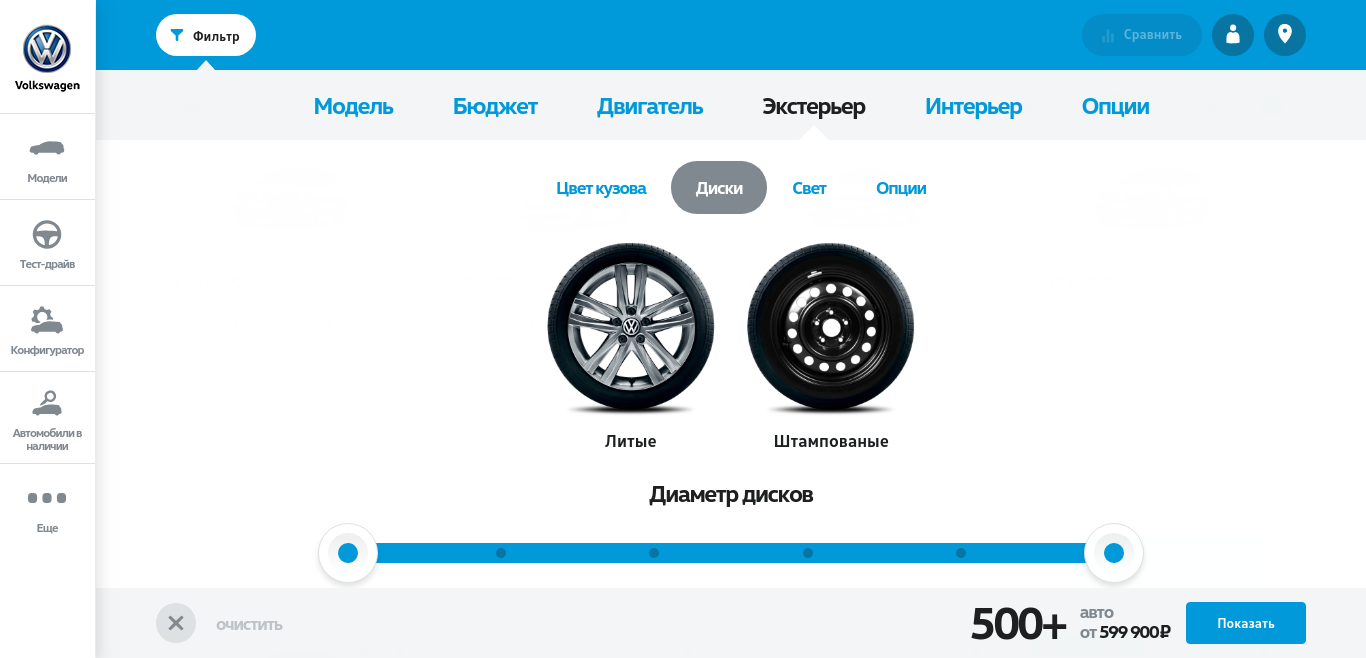 Фильтр
Сравнить
Volkswagen
Модель
Бюджет
Двигатель
Экстерьер
Интерьер
Опции
Модели
Тест-драйв
Конфигуратор
Автомобили в
наличии
Еще
Цвет кузова
Диски
Свет
Опции
Литые
Штампованые
Диаметр дисков
очистить
500+
авто
от 599 900₽
Показать